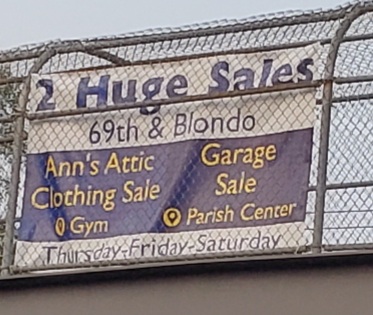 2 Huge Sales
69th & Blondo
Ann's Attic
Clothing Sale
Gym
Garage
Sale
Parish Center
Thursday-Friday-Saturday